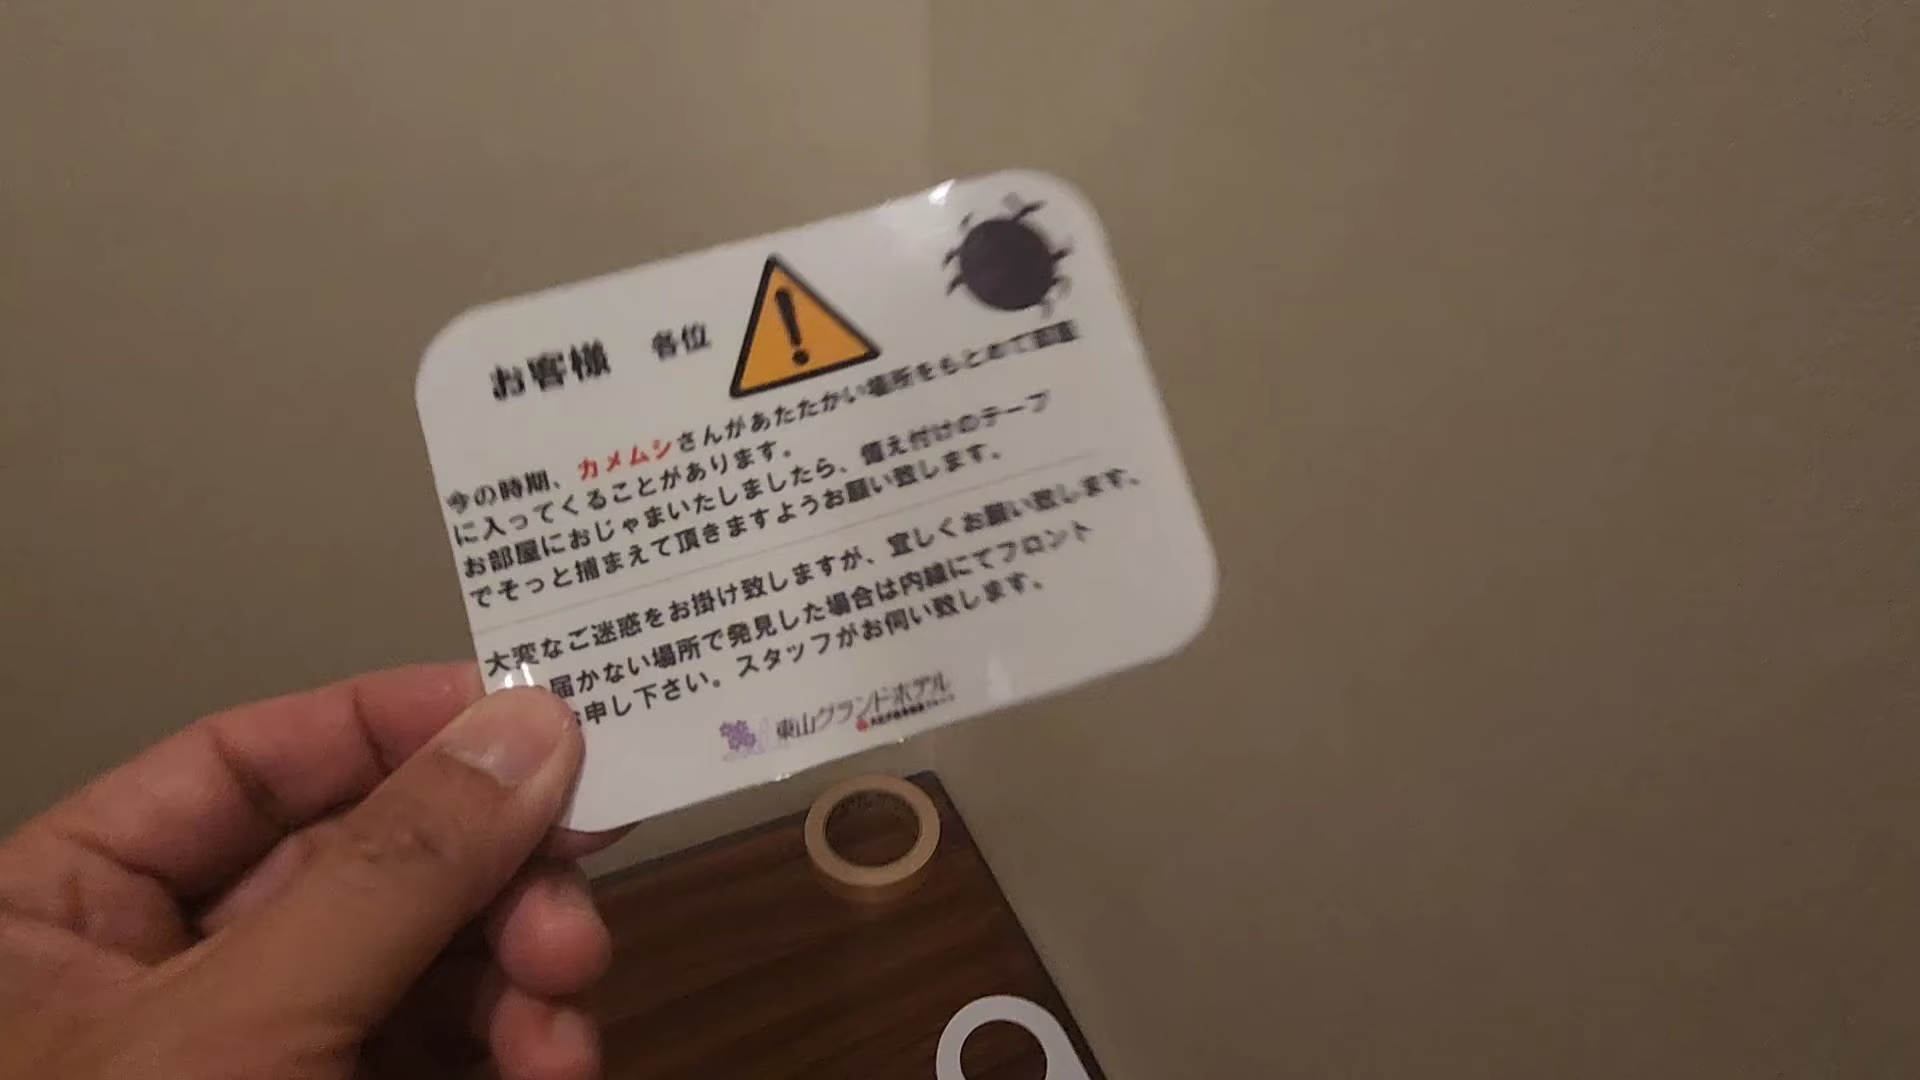 お客様 各位
今の時期、カメムシさんがあたたかい場所をもとめて部屋
に入ってくることがあります。
お部屋におじゃまいたしましたら、備え付けのテープ
でそっと捕まえて頂きますようお願い致します。
大変なご迷惑をお掛け致しますが、宜しくお願い致します。
届かない場所で発見した場合は内線にてフロント
お申し下さい。スタッフがお伺い致します。
東山グランドホテル